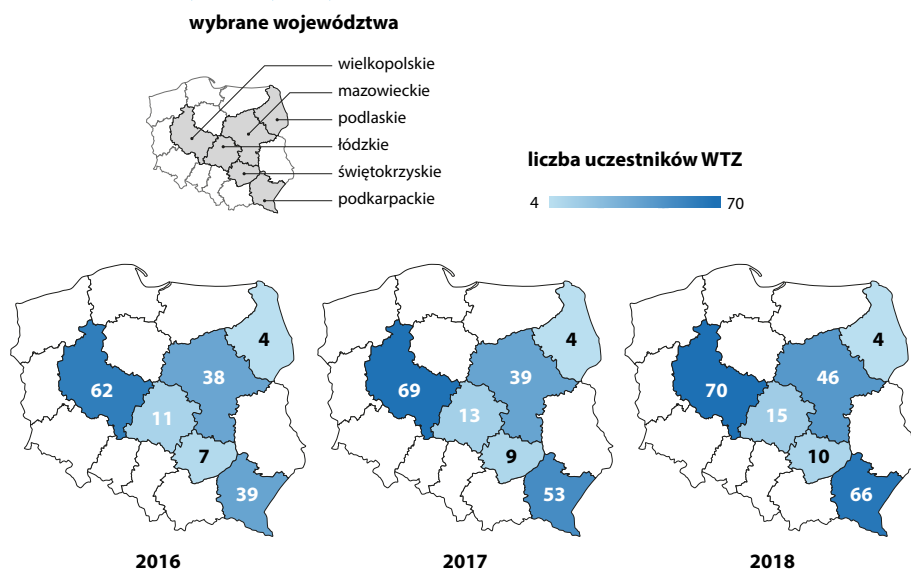 wybrane województwa
wielkopolskie
mazowieckie
podlaskie
łódzkie
świętokrzyskie
podkarpackie
liczba uczestników WTZ
4 70
4
38
62
11
7
39
2016
4
39
69
13
9
53
2017
4
46
70
15
10
66
2018